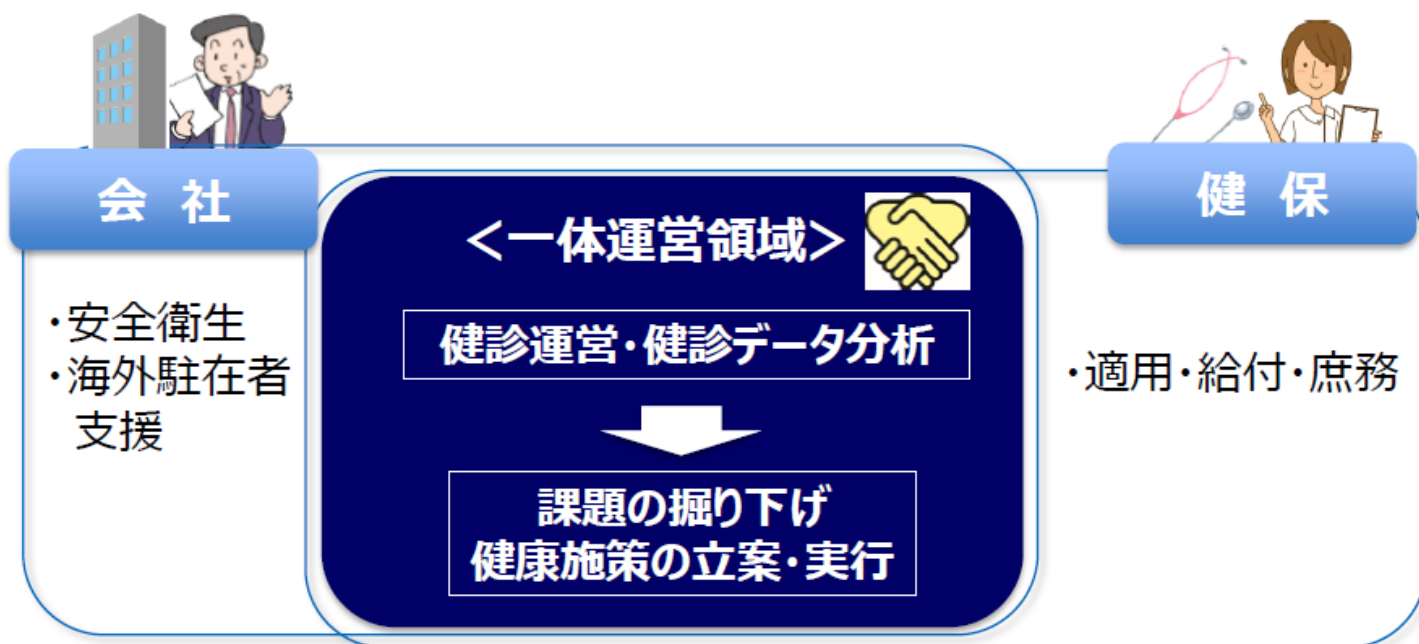 会 社
・安全衛生
・海外駐在者
支援
<一体運営領域>
健診運営・健診データ分析
課題の掘り下げ
健康施策の立案・実行
健 保
・適用・給付・庶務